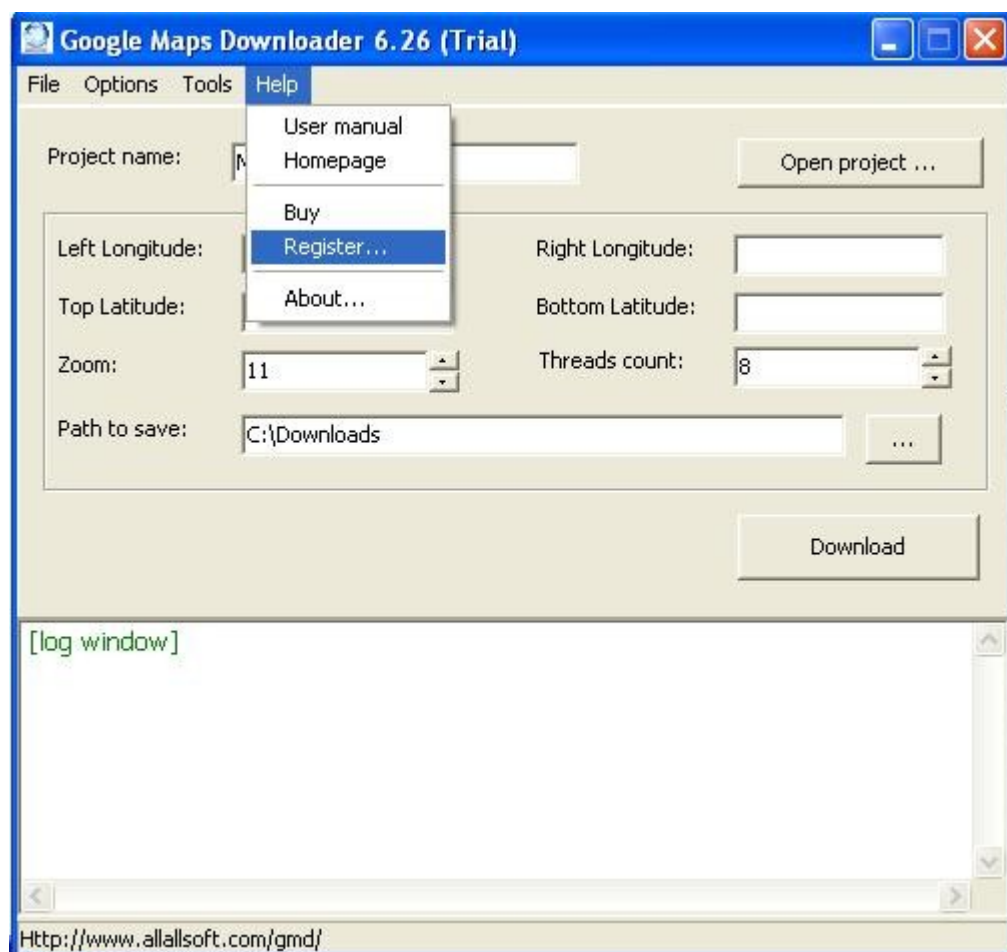 Google Maps Downloader 6.26 (Trial)
File Options Tools Help
User manual
Homepage
Buy
Register...
About...
Project name:
Open project ...
Left Longitude:
Right Longitude:
Top Latitude:
Bottom Latitude:
Zoom: 11
Threads count: 8
Path to save: C:\Downloads
...
Download
[log window]
Http://www.allallsoft.com/gmd/